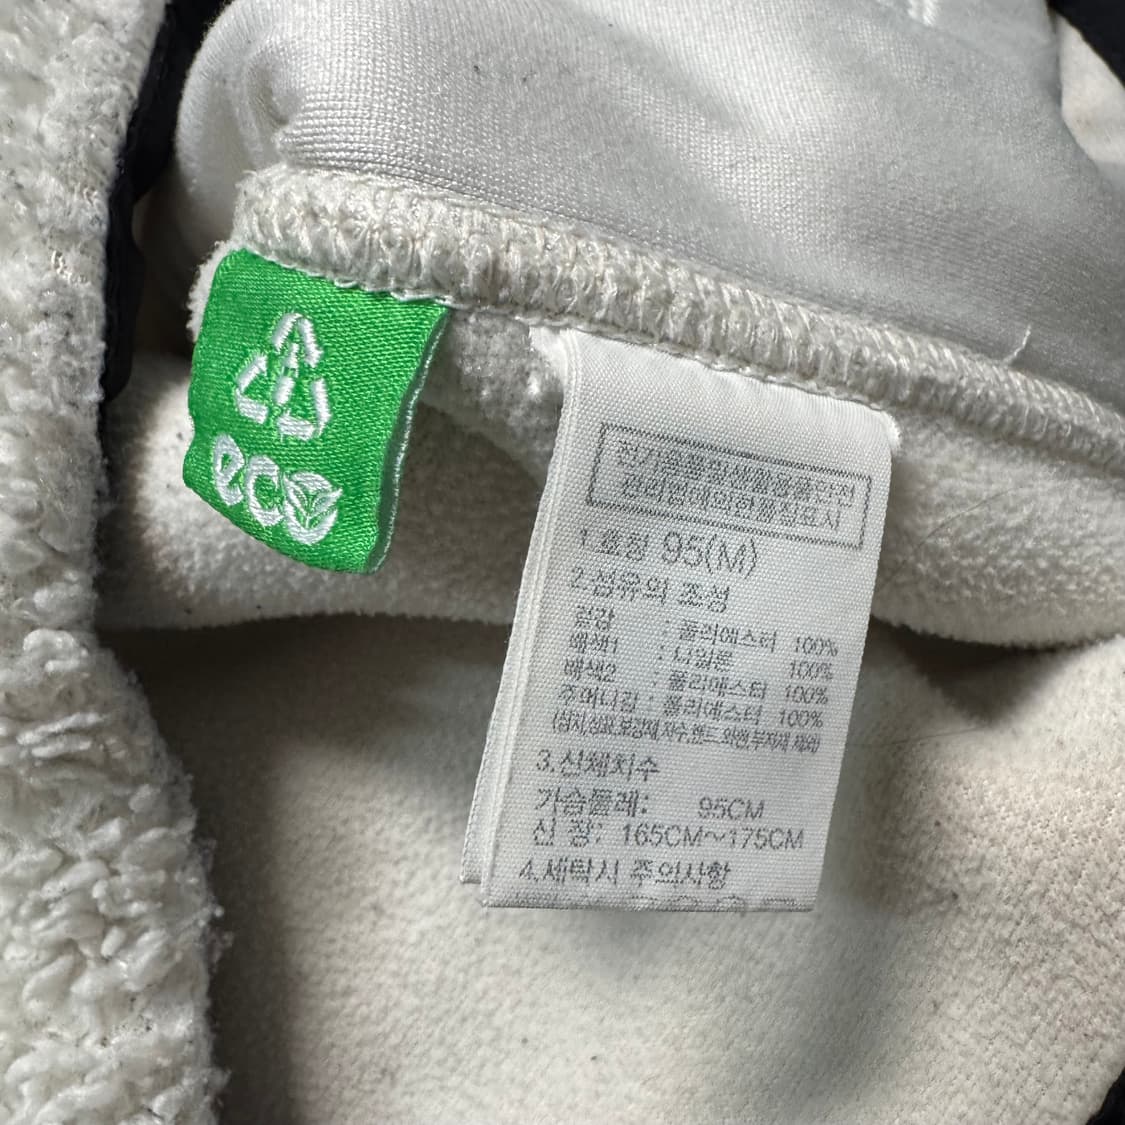 eco
전기용품및생활용품안전
관리법에의한품질표시
1.호칭 95(M)
2.섬유의 조성
겉감 : 폴리에스터 100%
배색1 : 나일론 100%
배색2 : 폴리에스터 100%
주머니감 : 폴리에스터 100%
3.신체치수
가슴둘레: 95CM
신 장: 165CM~175CM
4.세탁시 주의사항